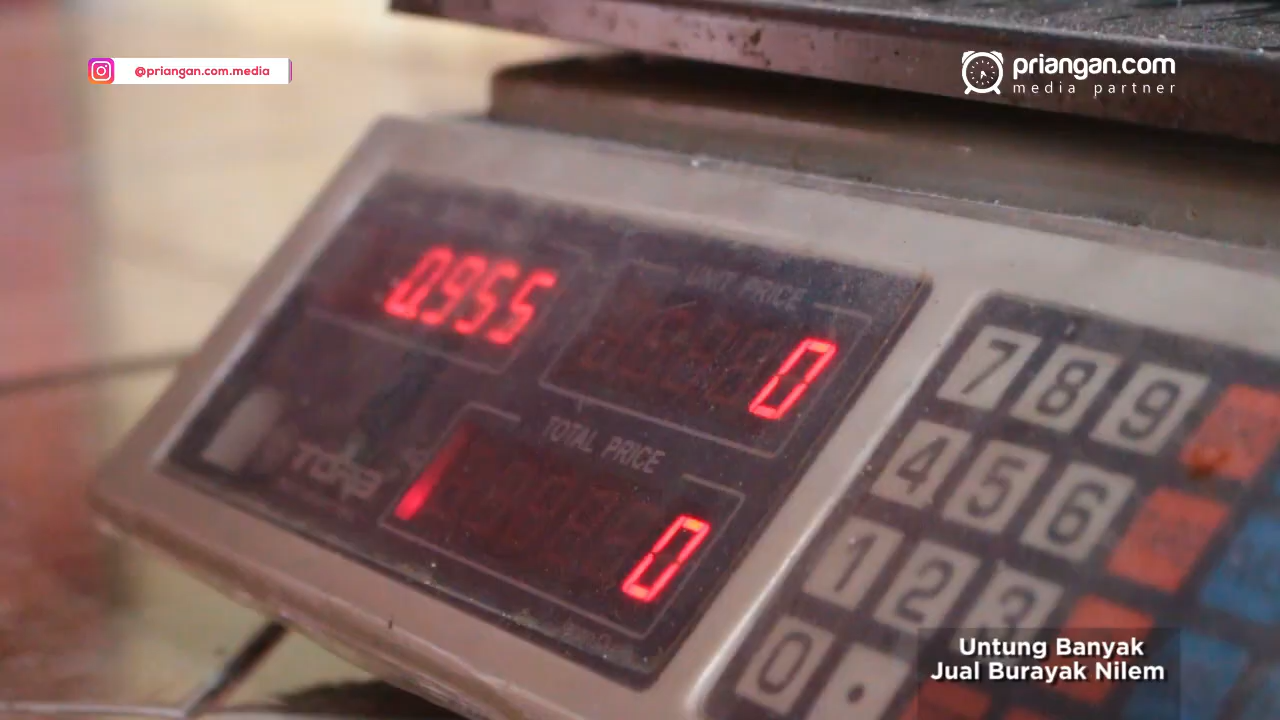 @priangan.com.media
priangan.com
media partner
0.955
UNIT PRICE
0
TOTAL PRICE
0
7 8 9
4 5 6
1 2 3
0 .
Untung Banyak
Jual Burayak Nilem